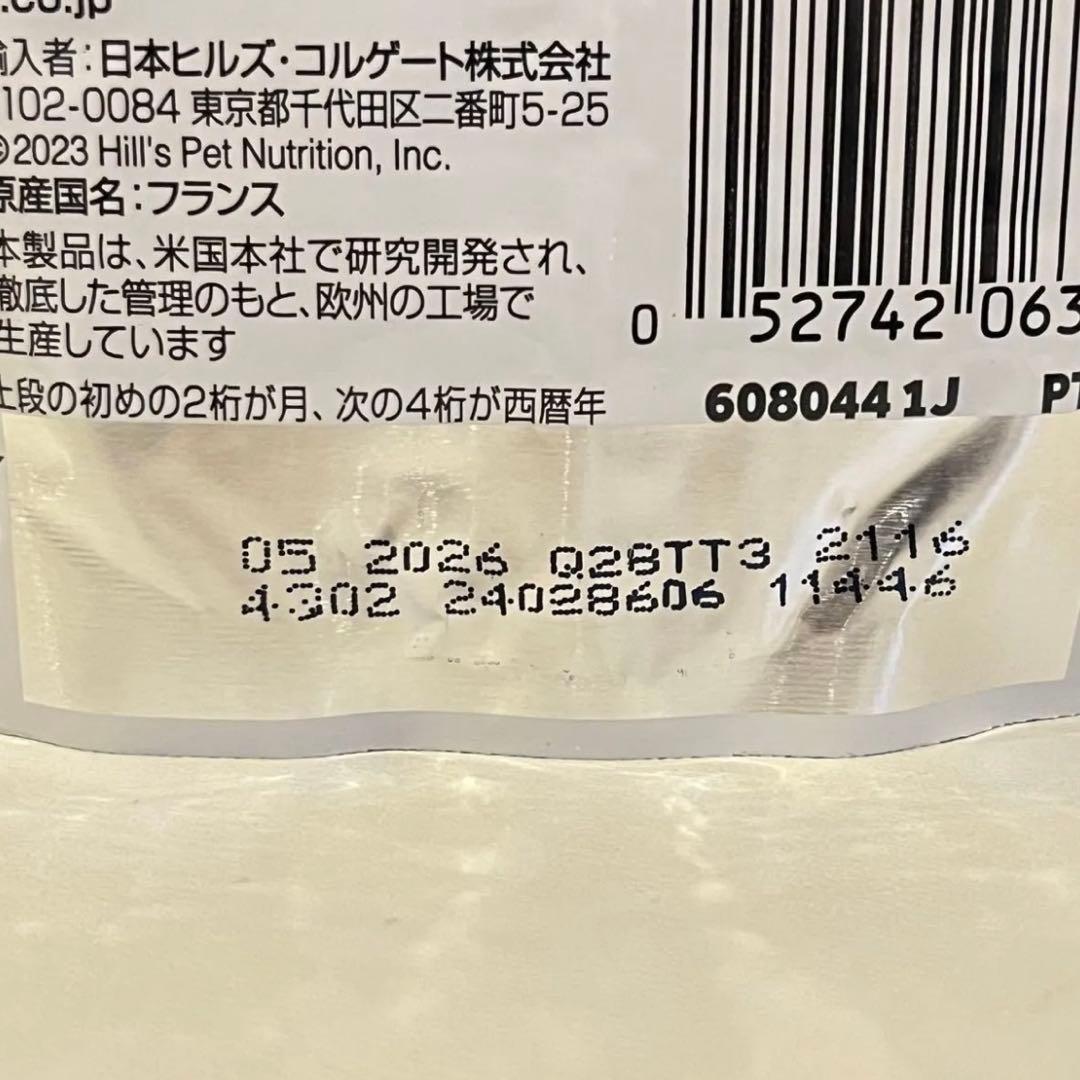 .co.jp
輸入者:日本ヒルズ・コルゲート株式会社
102-0084 東京都千代田区二番町5-25
©2023 Hill's Pet Nutrition, Inc.
原産国名:フランス
本製品は、米国本社で研究開発され、
徹底した管理のもと、欧州の工場で
生産しています
上段の初めの2桁が月、次の4桁が西暦年
0 52742 063
6080441J PT
05 2026 Q28TT3 2116
4302 24028606 11446